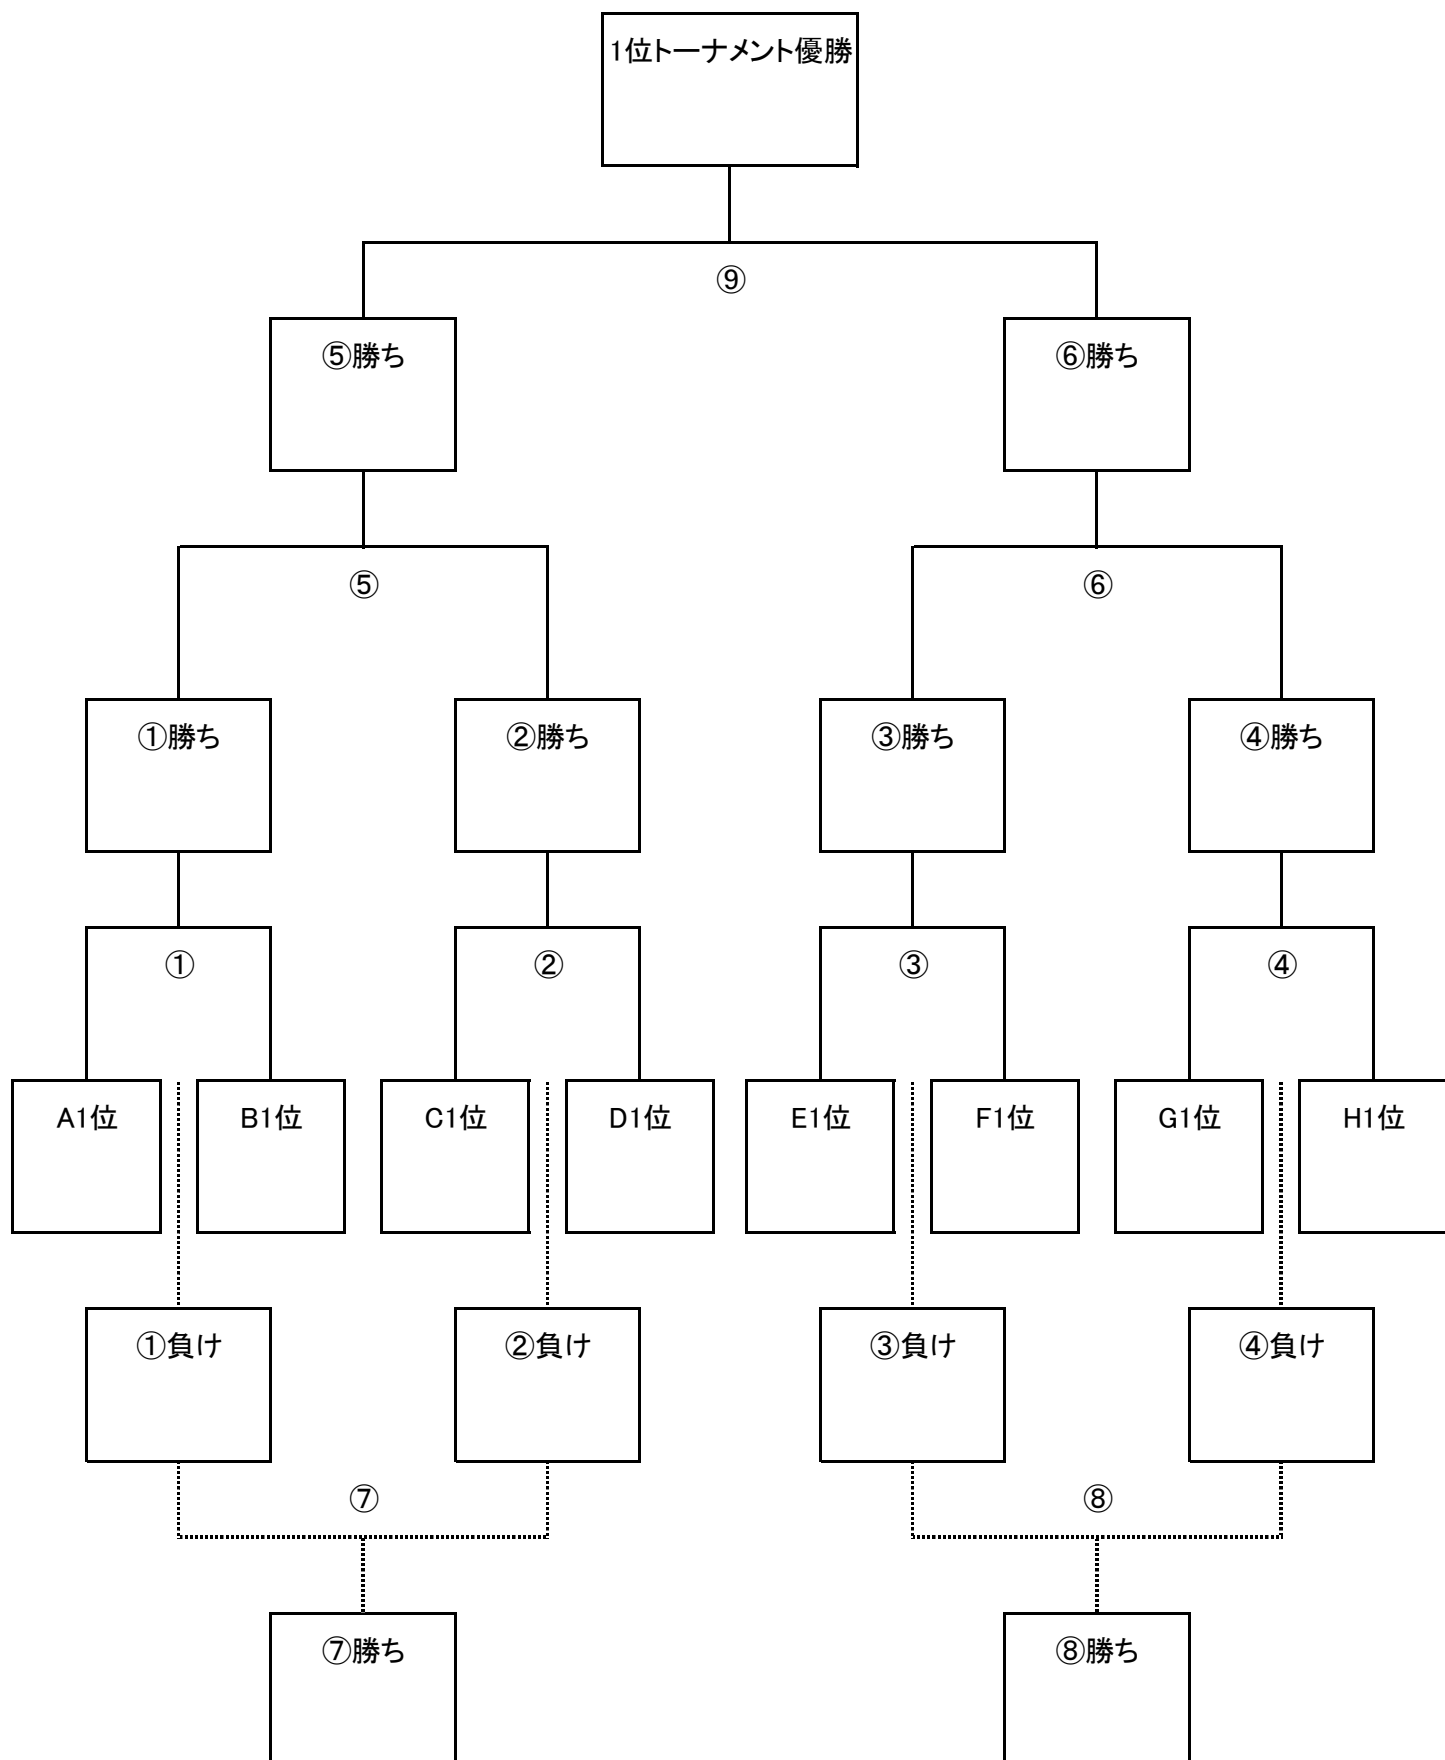 1位トーナメント優勝
⑨
⑤勝ち
⑥勝ち
⑤
⑥
①勝ち
②勝ち
③勝ち
④勝ち
①
②
③
④
A1位
B1位
C1位
D1位
E1位
F1位
G1位
H1位
①負け
②負け
③負け
④負け
⑦
⑧
⑦勝ち
⑧勝ち